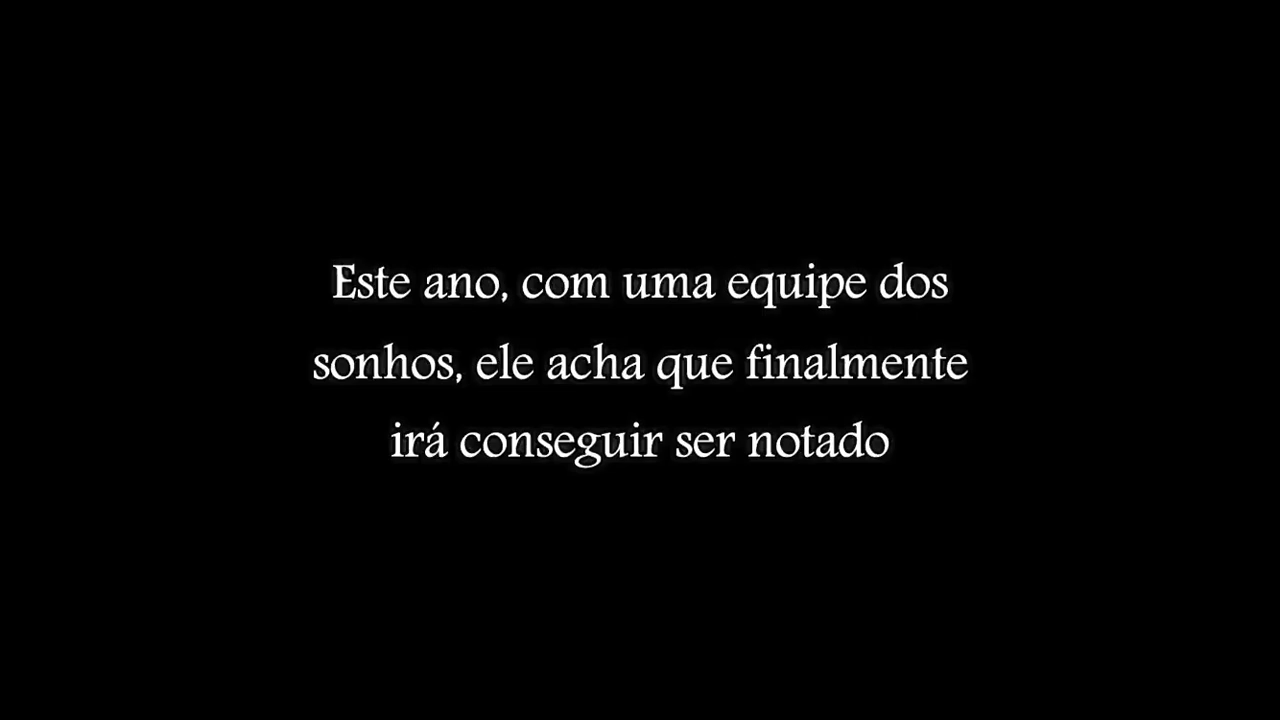 Este ano, com uma equipe dos
sonhos, ele acha que finalmente
irá conseguir ser notado